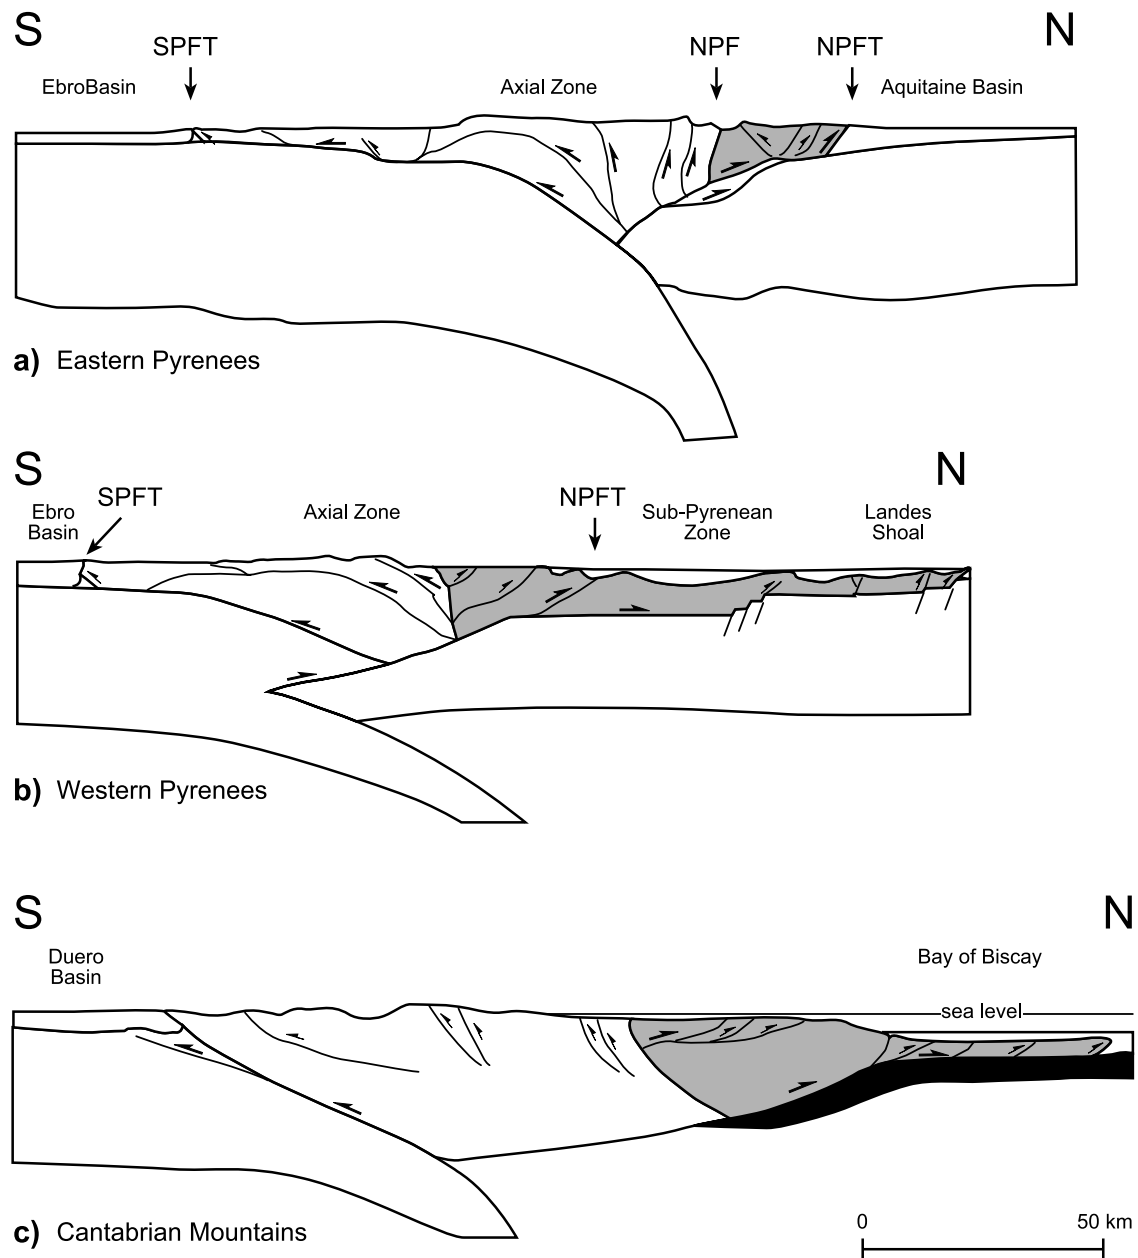 S
N
SPFT
NPF
NPFT
EbroBasin
Axial Zone
Aquitaine Basin
a) Eastern Pyrenees
S
N
Ebro
Basin
SPFT
Axial Zone
NPFT
Sub-Pyrenean
Zone
Landes
Shoal
b) Western Pyrenees
S
N
Duero
Basin
Bay of Biscay
sea level
c) Cantabrian Mountains
0
50 km